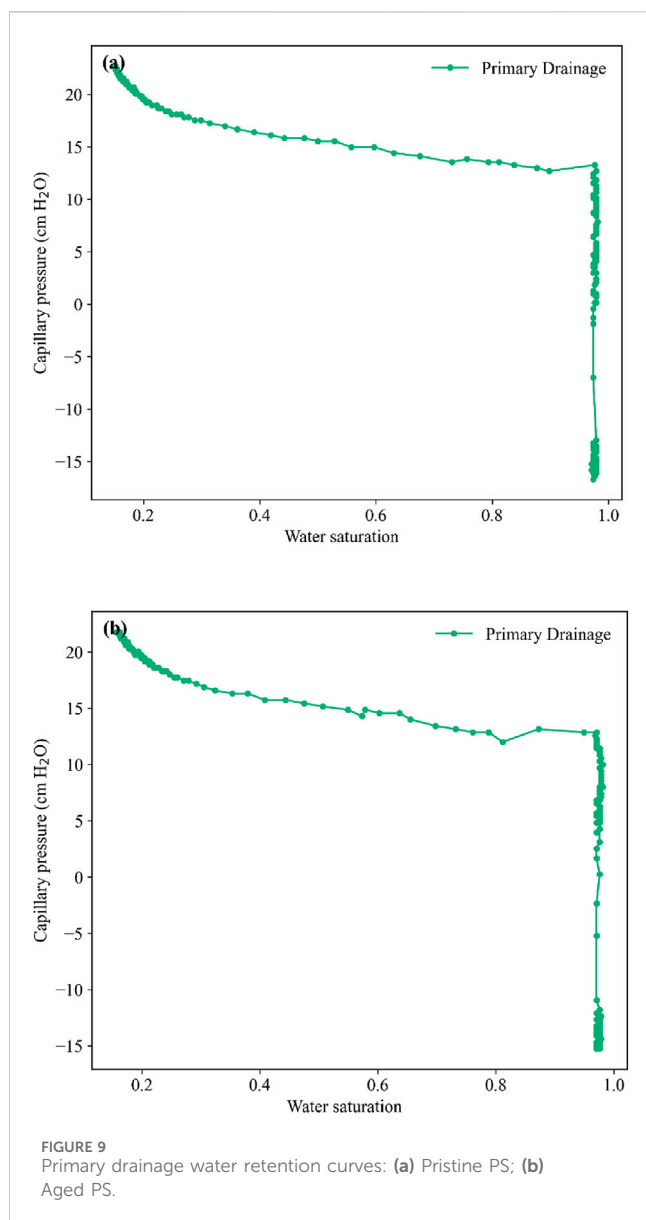 (a)
Primary Drainage
Capillary pressure (cm H₂O)
20
15
10
5
0
−5
−10
−15
0.2 0.4 0.6 0.8 1.0
Water saturation
(b)
Primary Drainage
Capillary pressure (cm H₂O)
20
15
10
5
0
−5
−10
−15
0.2 0.4 0.6 0.8 1.0
Water saturation
FIGURE 9
Primary drainage water retention curves: (a) Pristine PS; (b)
Aged PS.